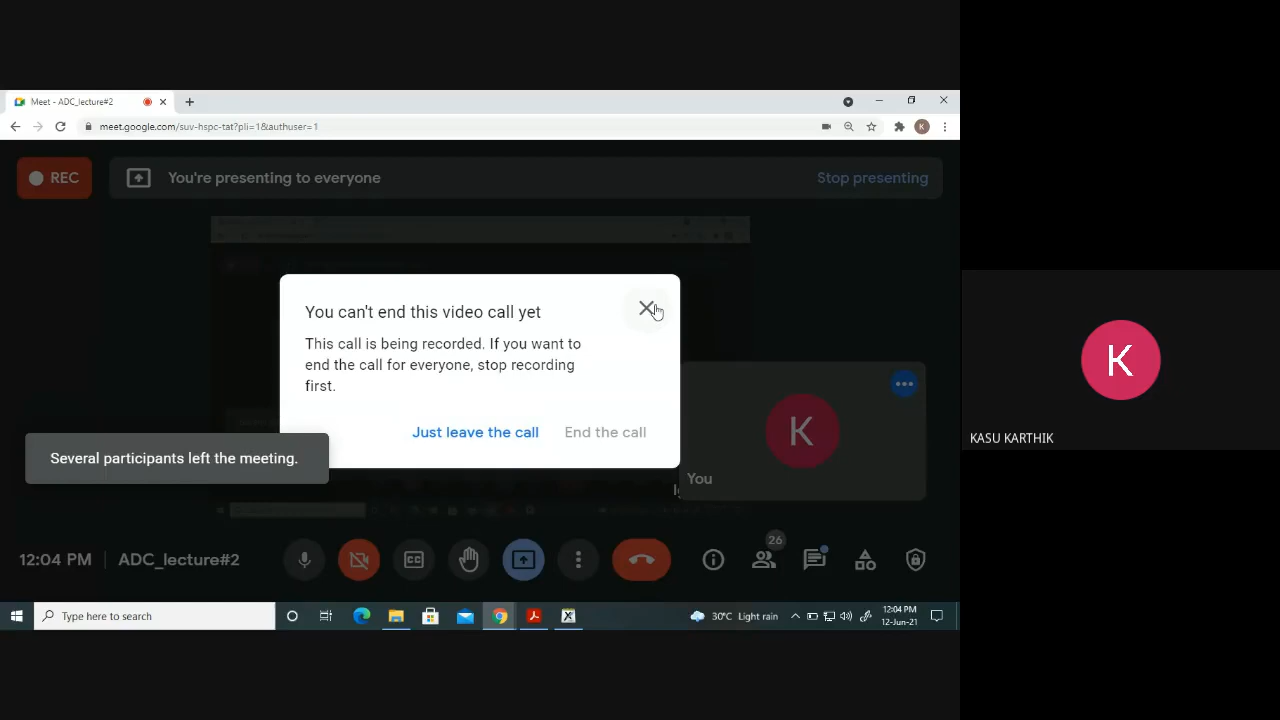 Meet - ADC_lecture#2
meet.google.com/suv-hspc-tat?pli=1&authuser=1
K
REC
You're presenting to everyone
Stop presenting
You can't end this video call yet
This call is being recorded. If you want to
end the call for everyone, stop recording
first.
Just leave the call
End the call
Several participants left the meeting.
K
You
K
KASU KARTHIK
12:04 PM
ADC_lecture#2
CC
26
Type here to search
30°C Light rain
12:04 PM
12-Jun-21